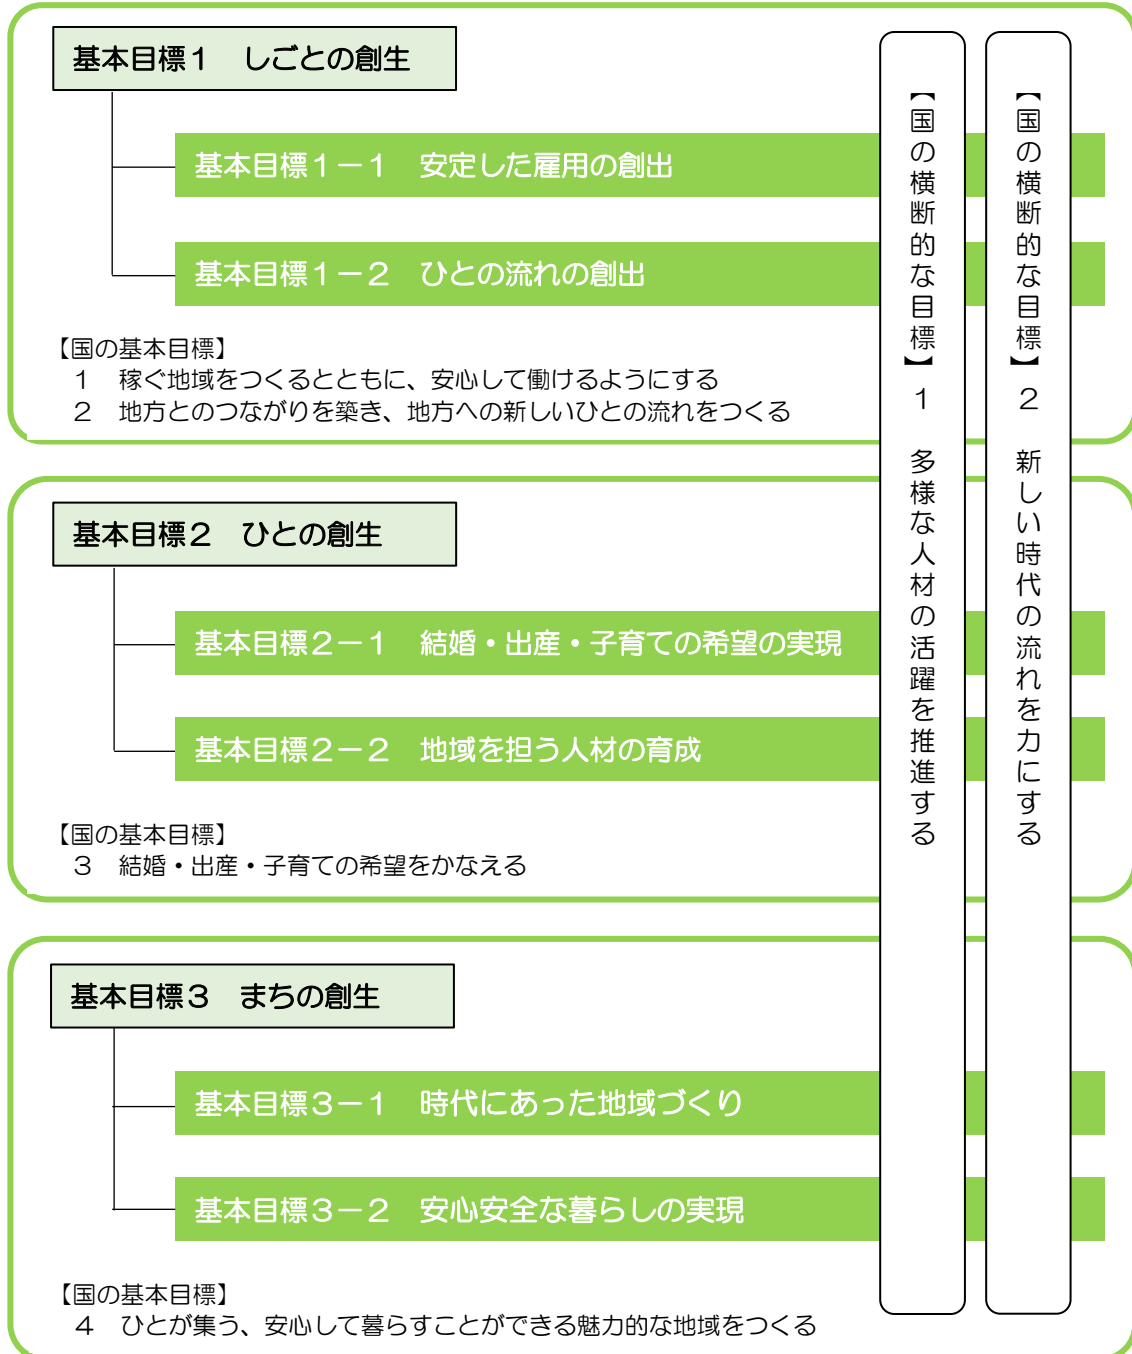 基本目標１　しごとの創生
基本目標１－１　安定した雇用の創出
基本目標１－２　ひとの流れの創出
【国の基本目標】
１　稼ぐ地域をつくるとともに、安心して働けるようにする
２　地方とのつながりを築き、地方への新しいひとの流れをつくる
基本目標２　ひとの創生
基本目標２－１　結婚・出産・子育ての希望の実現
基本目標２－２　地域を担う人材の育成
【国の基本目標】
３　結婚・出産・子育ての希望をかなえる
基本目標３　まちの創生
基本目標３－１　時代にあった地域づくり
基本目標３－２　安心安全な暮らしの実現
【国の基本目標】
４　ひとが集う、安心して暮らすことができる魅力的な地域をつくる
【国の横断的な目標】１　多様な人材の活躍を推進する
【国の横断的な目標】２　新しい時代の流れを力にする